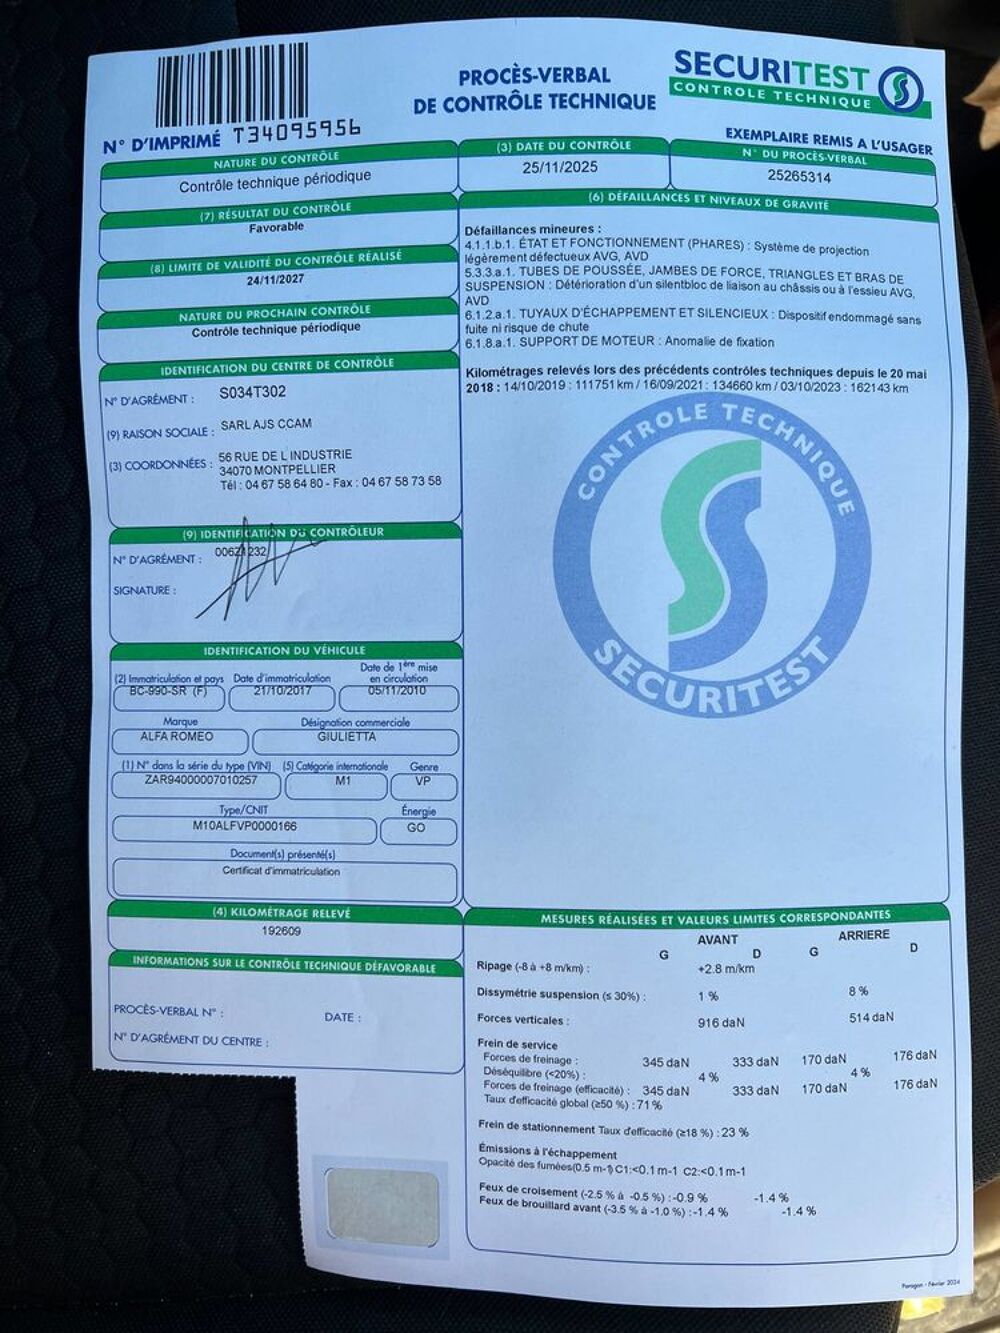 N° D'IMPRIMÉ T34095956
PROCÈS-VERBAL
DE CONTRÔLE TECHNIQUE
SECURITEST
CONTROLE TECHNIQUE
EXEMPLAIRE REMIS A L'USAGER
NATURE DU CONTRÔLE
Contrôle technique périodique
(3) DATE DU CONTRÔLE
25/11/2025
N° DU PROCÈS-VERBAL
25265314
(7) RÉSULTAT DU CONTRÔLE
Favorable
(8) LIMITE DE VALIDITÉ DU CONTRÔLE RÉALISÉ
24/11/2027
NATURE DU PROCHAIN CONTRÔLE
Contrôle technique périodique
IDENTIFICATION DU CENTRE DE CONTRÔLE
N° D'AGRÉMENT : S034T302
(9) RAISON SOCIALE : SARL AJS CCAM
(3) COORDONNÉES : 56 RUE DE L INDUSTRIE
34070 MONTPELLIER
Tél : 04 67 58 64 80 - Fax : 04 67 58 73 58
(9) IDENTIFICATION DU CONTRÔLEUR
N° D'AGRÉMENT : 006Z1232
SIGNATURE :
IDENTIFICATION DU VÉHICULE
(2) Immatriculation et pays Date d'immatriculation Date de 1ère mise
en circulation
BC-990-SR (F) 21/10/2017 05/11/2010
Marque Désignation commerciale
ALFA ROMEO GIULIETTA
(1) N° dans la série du type (VIN) (5) Catégorie internationale Genre
ZAR94000007010257 M1 VP
Type/CNIT Énergie
M10ALFVP0000166 GO
Document(s) présenté(s)
Certificat d'immatriculation
(4) KILOMÉTRAGE RELEVÉ
192609
INFORMATIONS SUR LE CONTRÔLE TECHNIQUE DÉFAVORABLE
PROCÈS-VERBAL N° : DATE :
N° D'AGRÉMENT DU CENTRE :
(6) DÉFAILLANCES ET NIVEAUX DE GRAVITÉ
Défaillances mineures :
4.1.1.b.1. ÉTAT ET FONCTIONNEMENT (PHARES) : Système de projection
légèrement défectueux AVG, AVD
5.3.3.a.1. TUBES DE POUSSÉE, JAMBES DE FORCE, TRIANGLES ET BRAS DE
SUSPENSION : Détérioration d'un silentbloc de liaison au châssis ou à l'essieu AVG,
AVD
6.1.2.a.1. TUYAUX D'ÉCHAPPEMENT ET SILENCIEUX : Dispositif endommagé sans
fuite ni risque de chute
6.1.8.a.1. SUPPORT DE MOTEUR : Anomalie de fixation
Kilométrages relevés lors des précédents contrôles techniques depuis le 20 mai
2018 : 14/10/2019 : 111751 km / 16/09/2021 : 134660 km / 03/10/2023 : 162143 km
CONTROLE TECHNIQUE
SECURITEST
MESURES RÉALISÉES ET VALEURS LIMITES CORRESPONDANTES
AVANT ARRIERE
G D G D
Ripage (-8 à +8 m/km) : +2.8 m/km
Dissymétrie suspension (≤ 30%) : 1 % 8 %
Forces verticales : 916 daN 514 daN
Frein de service
Forces de freinage : 345 daN 333 daN 170 daN 176 daN
Déséquilibre (<20%) : 4 % 4 %
Forces de freinage (efficacité) : 345 daN 333 daN 170 daN 176 daN
Taux d'efficacité global (≥50 %) : 71 %
Frein de stationnement Taux d'efficacité (≥18 %) : 23 %
Émissions à l'échappement
Opacité des fumées(0.5 m-1) C1:<0.1 m-1 C2:<0.1 m-1
Feux de croisement (-2.5 % à -0.5 %) : -0.9 % -1.4 %
Feux de brouillard avant (-3.5 % à -1.0 %) : -1.4 % -1.4 %
Paragon - Février 2024